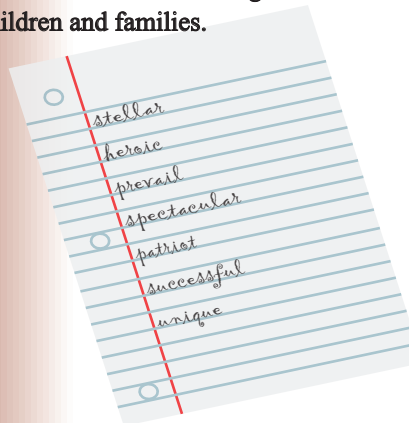 ildren and families.
stellar
heroic
prevail
spectacular
patriot
successful
unique